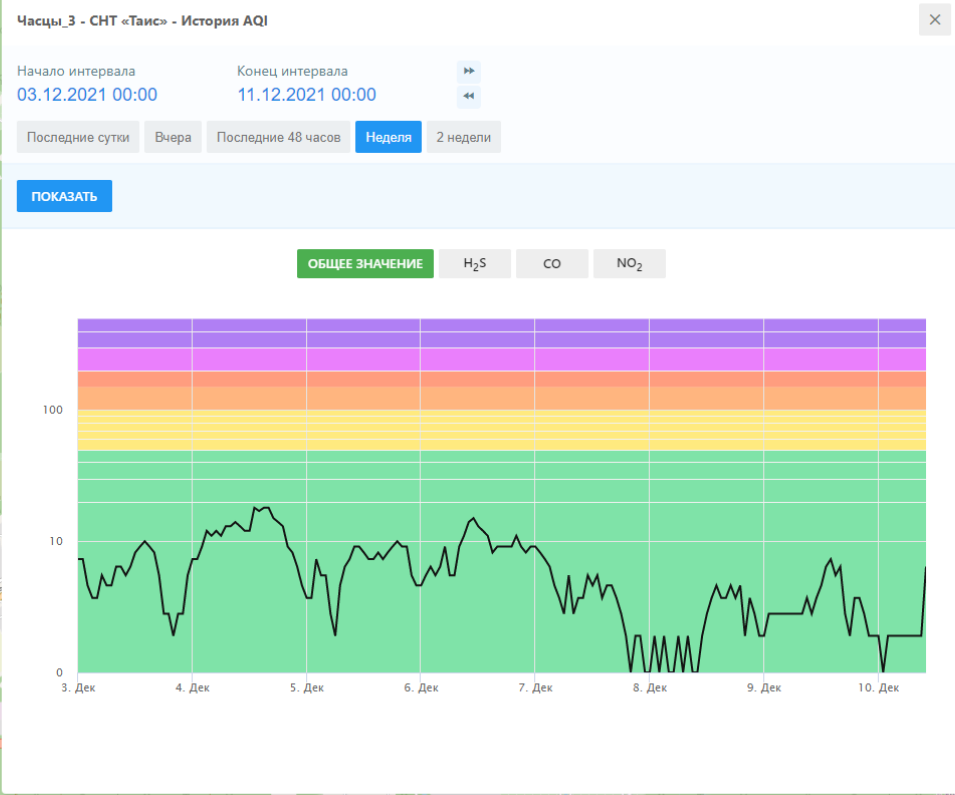 Часцы_3 - СНТ «Таис» - История AQI
Начало интервала Конец интервала
03.12.2021 00:00 11.12.2021 00:00
Последние сутки Вчера Последние 48 часов Неделя 2 недели
ПОКАЗАТЬ
ОБЩЕЕ ЗНАЧЕНИЕ H₂S CO NO₂
100
10
0
3. Дек 4. Дек 5. Дек 6. Дек 7. Дек 8. Дек 9. Дек 10. Дек